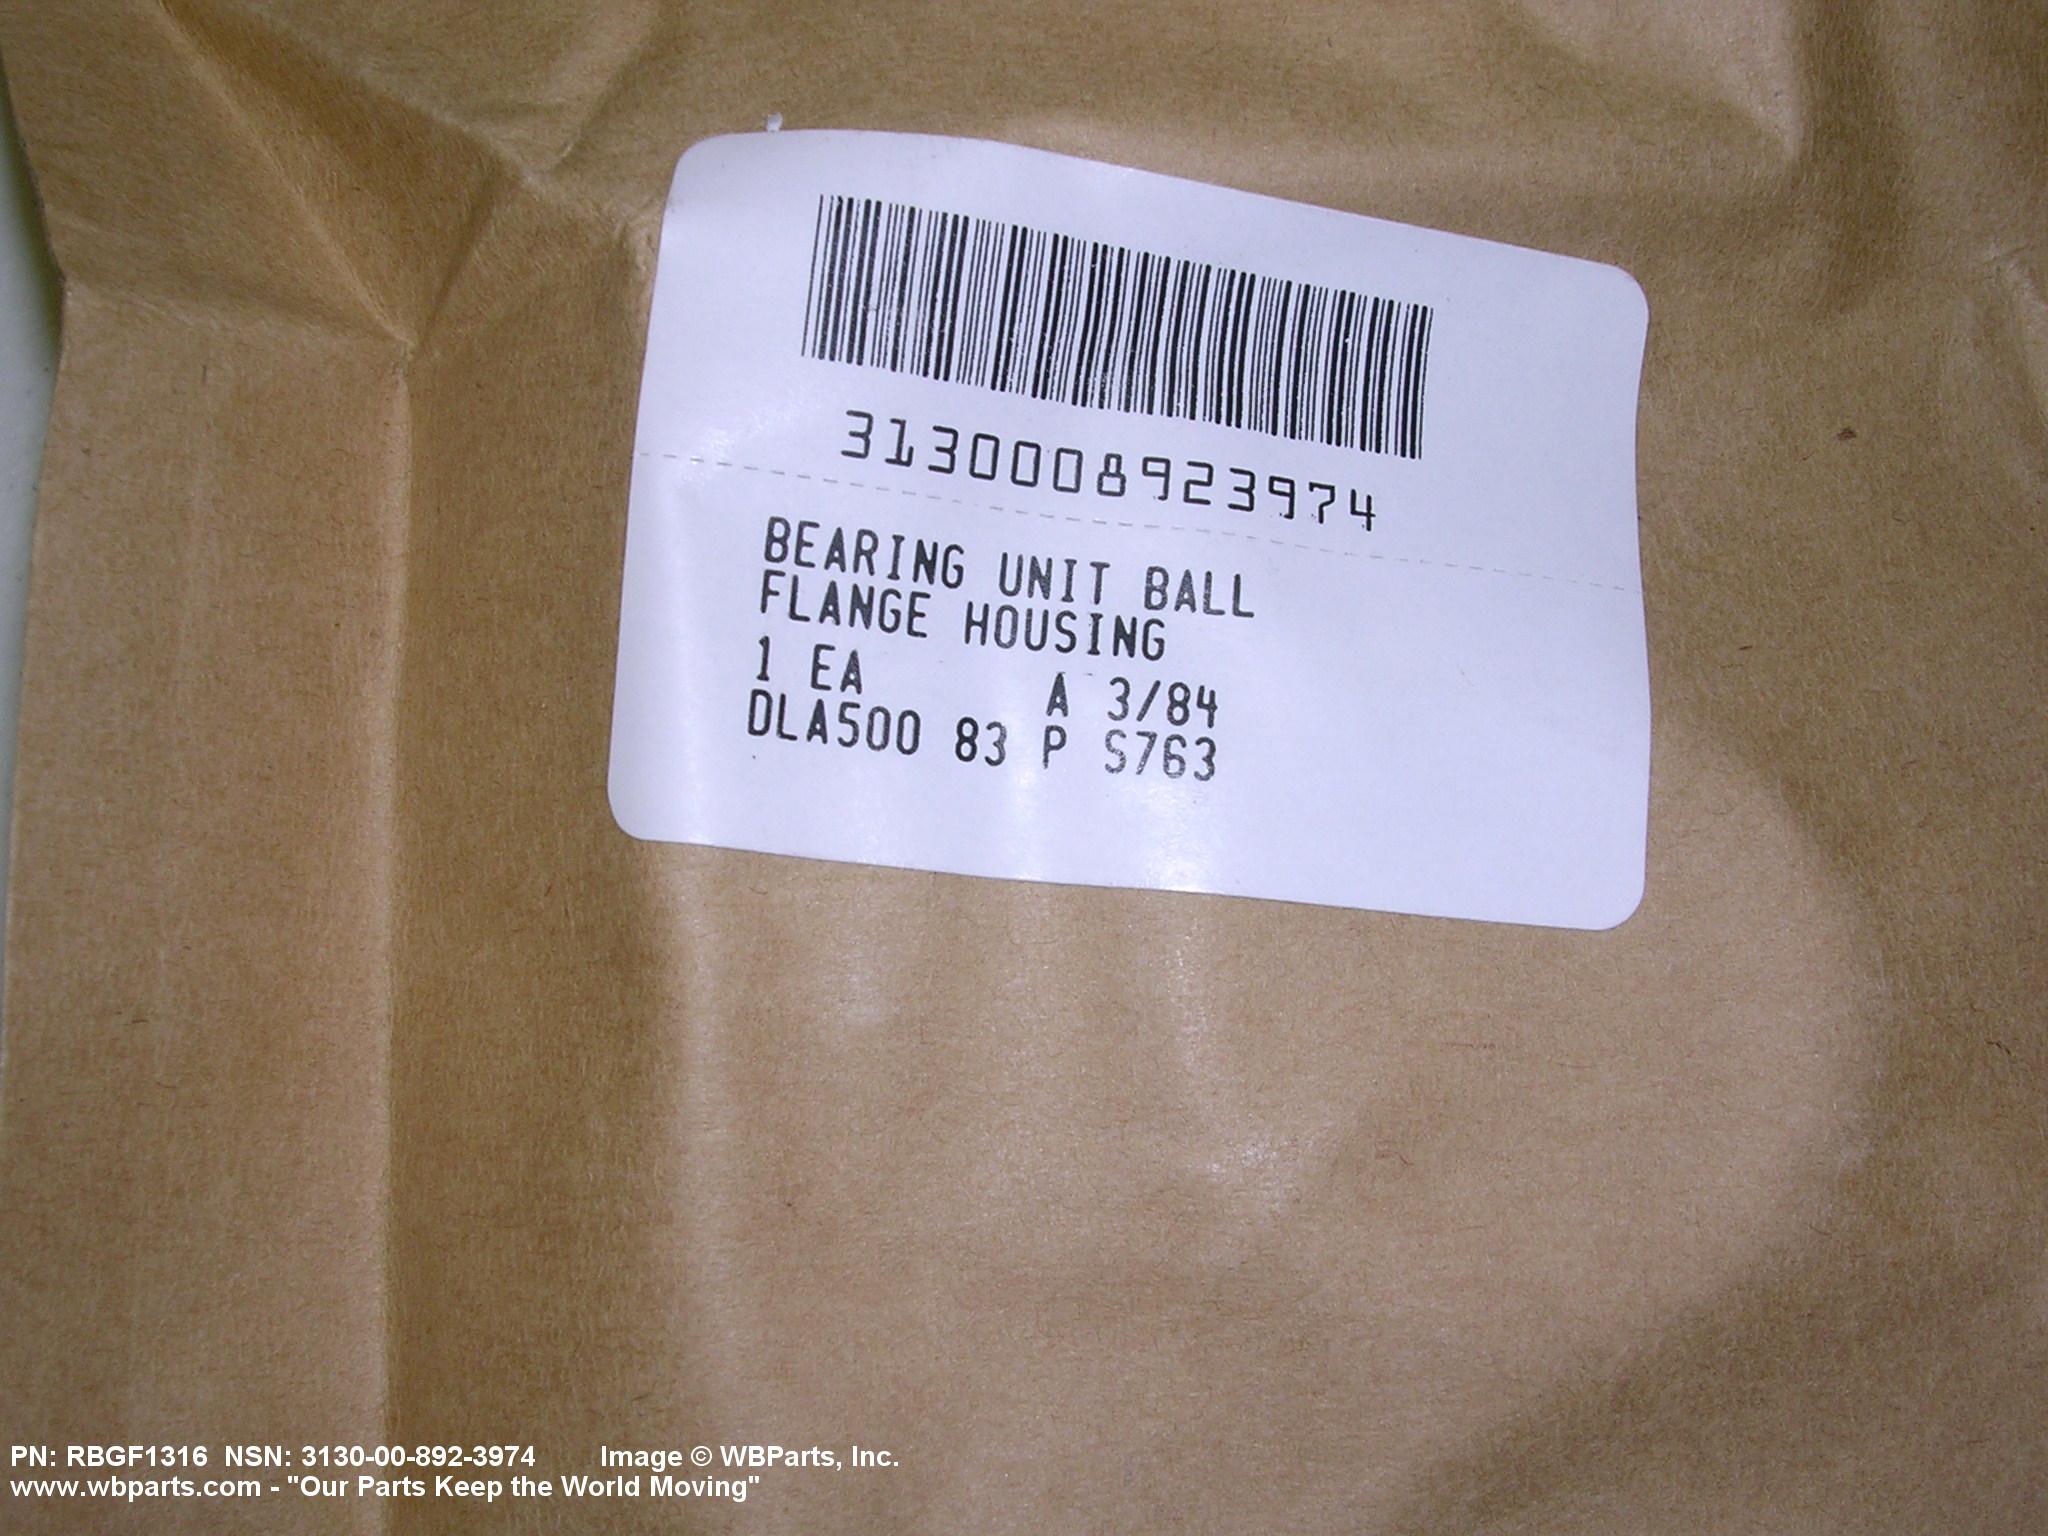 3130008923974
BEARING UNIT BALL
FLANGE HOUSING
1 EA A 3/84
DLA500 83 P S763
PN: RBGF1316 NSN: 3130-00-892-3974 Image © WBParts, Inc.
www.wbparts.com - "Our Parts Keep the World Moving"